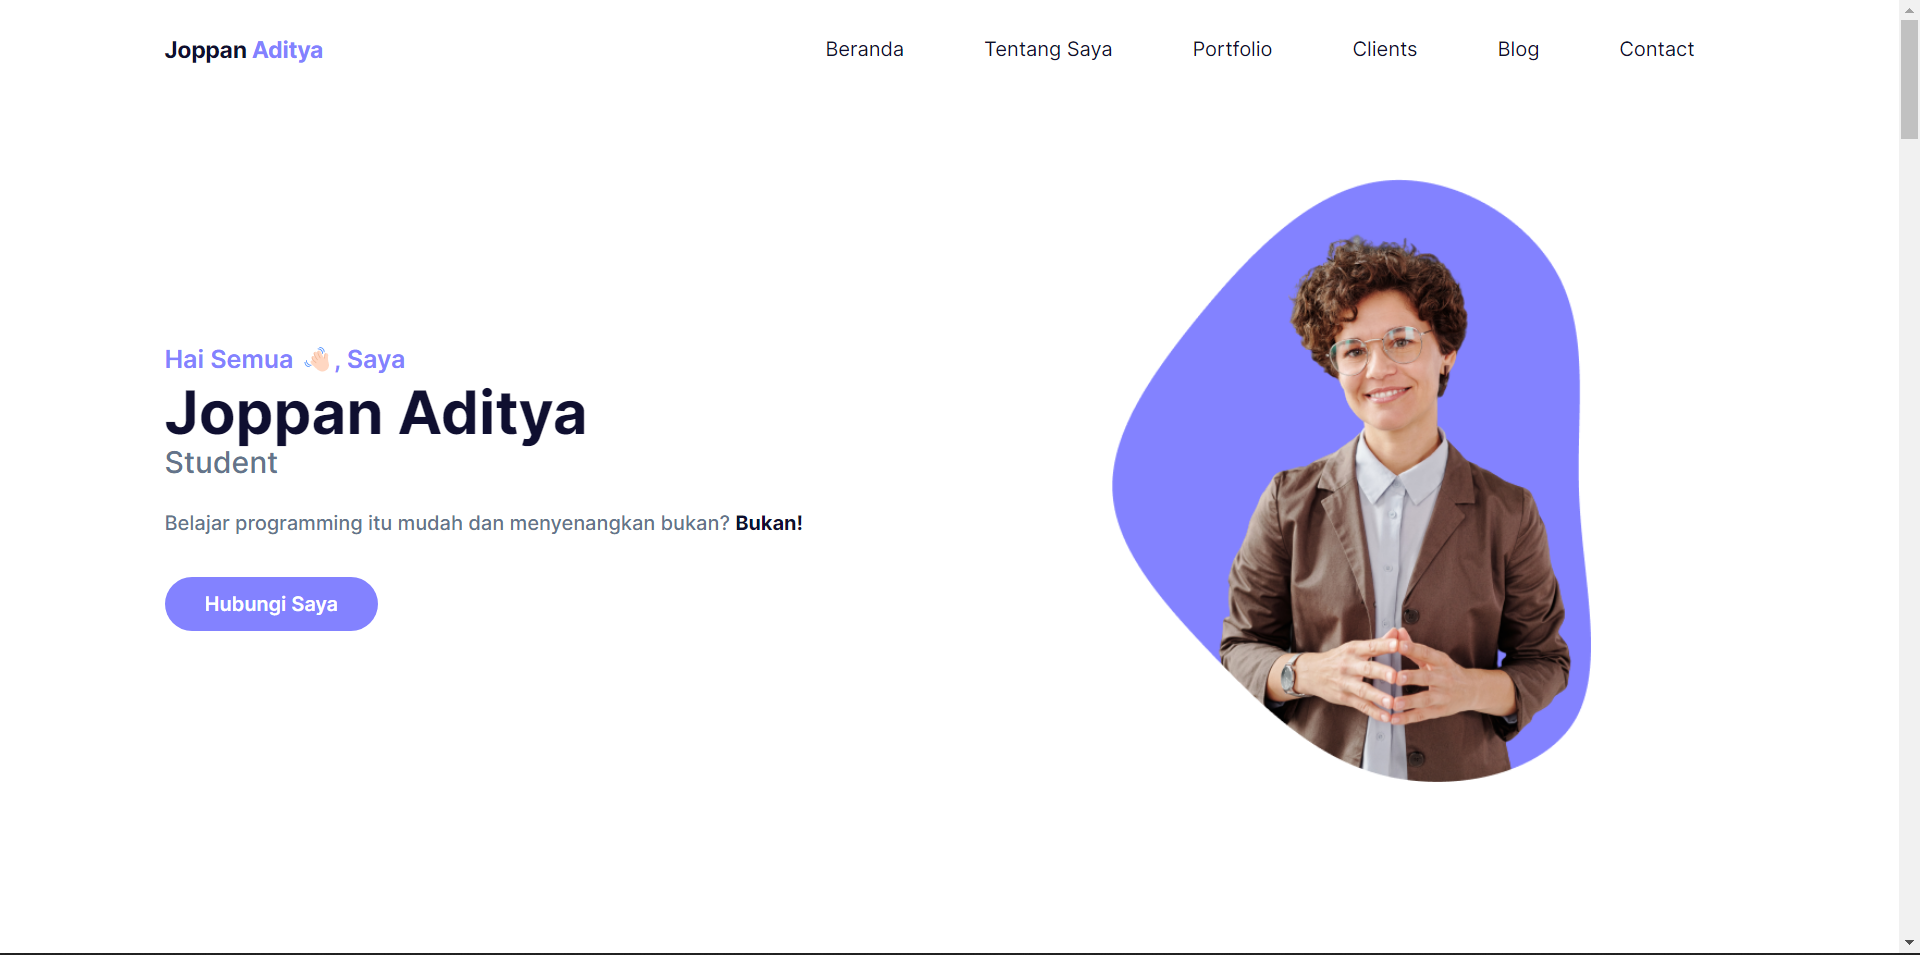 Joppan Aditya
Beranda Tentang Saya Portfolio Clients Blog Contact
Hai Semua 👋🏻, Saya
Joppan Aditya
Student
Belajar programming itu mudah dan menyenangkan bukan? Bukan!
Hubungi Saya